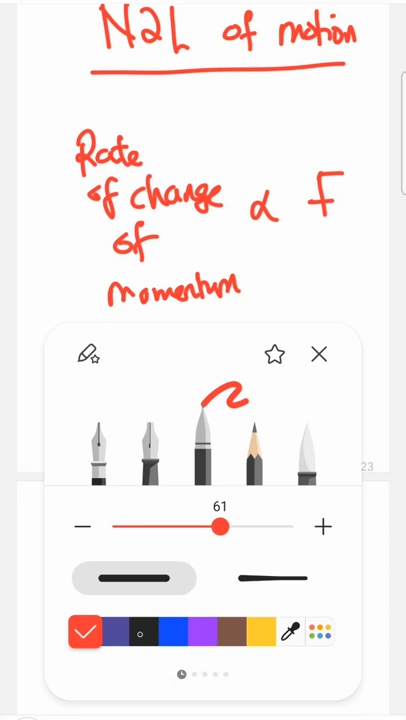 N2L of motion
Rate
of change ∝ F
of
momentum
23
61